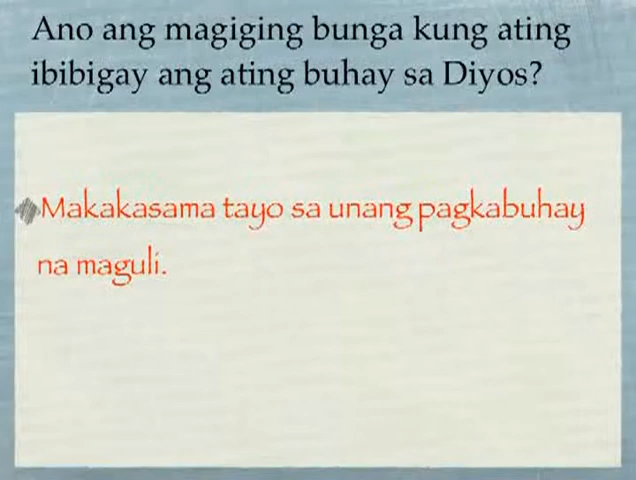 Ano ang magiging bunga kung ating
ibibigay ang ating buhay sa Diyos?
Makakasama tayo sa unang pagkabuhay
na maguli.